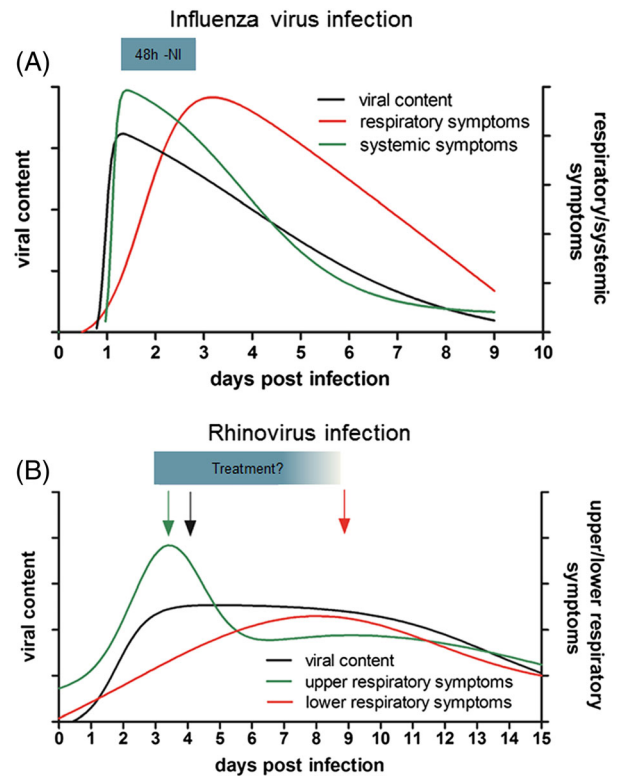 Influenza virus infection
(A)
48h -NI
viral content
respiratory symptoms
systemic symptoms
viral content
respiratory/systemic
symptoms
0 1 2 3 4 5 6 7 8 9 10
days post infection
Rhinovirus infection
(B)
Treatment?
viral content
upper/lower respiratory
symptoms
viral content
upper respiratory symptoms
lower respiratory symptoms
0 1 2 3 4 5 6 7 8 9 10 11 12 13 14 15
days post infection